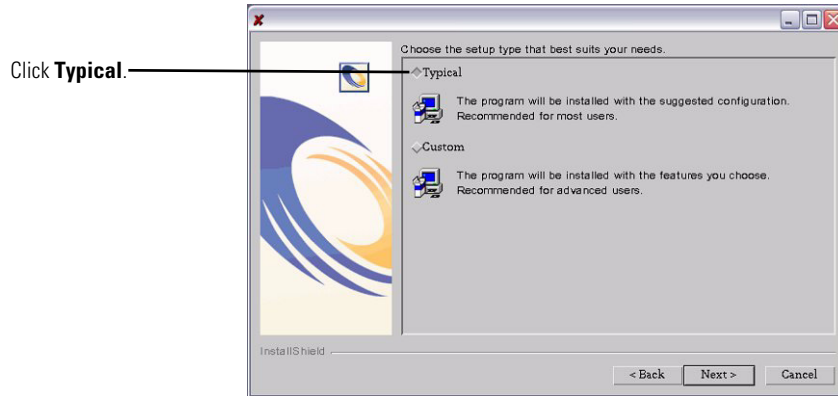 Choose the setup type that best suits your needs.
Click Typical.
Typical
The program will be installed with the suggested configuration.
Recommended for most users.
Custom
The program will be installed with the features you choose.
Recommended for advanced users.
InstallShield
< Back
Next >
Cancel